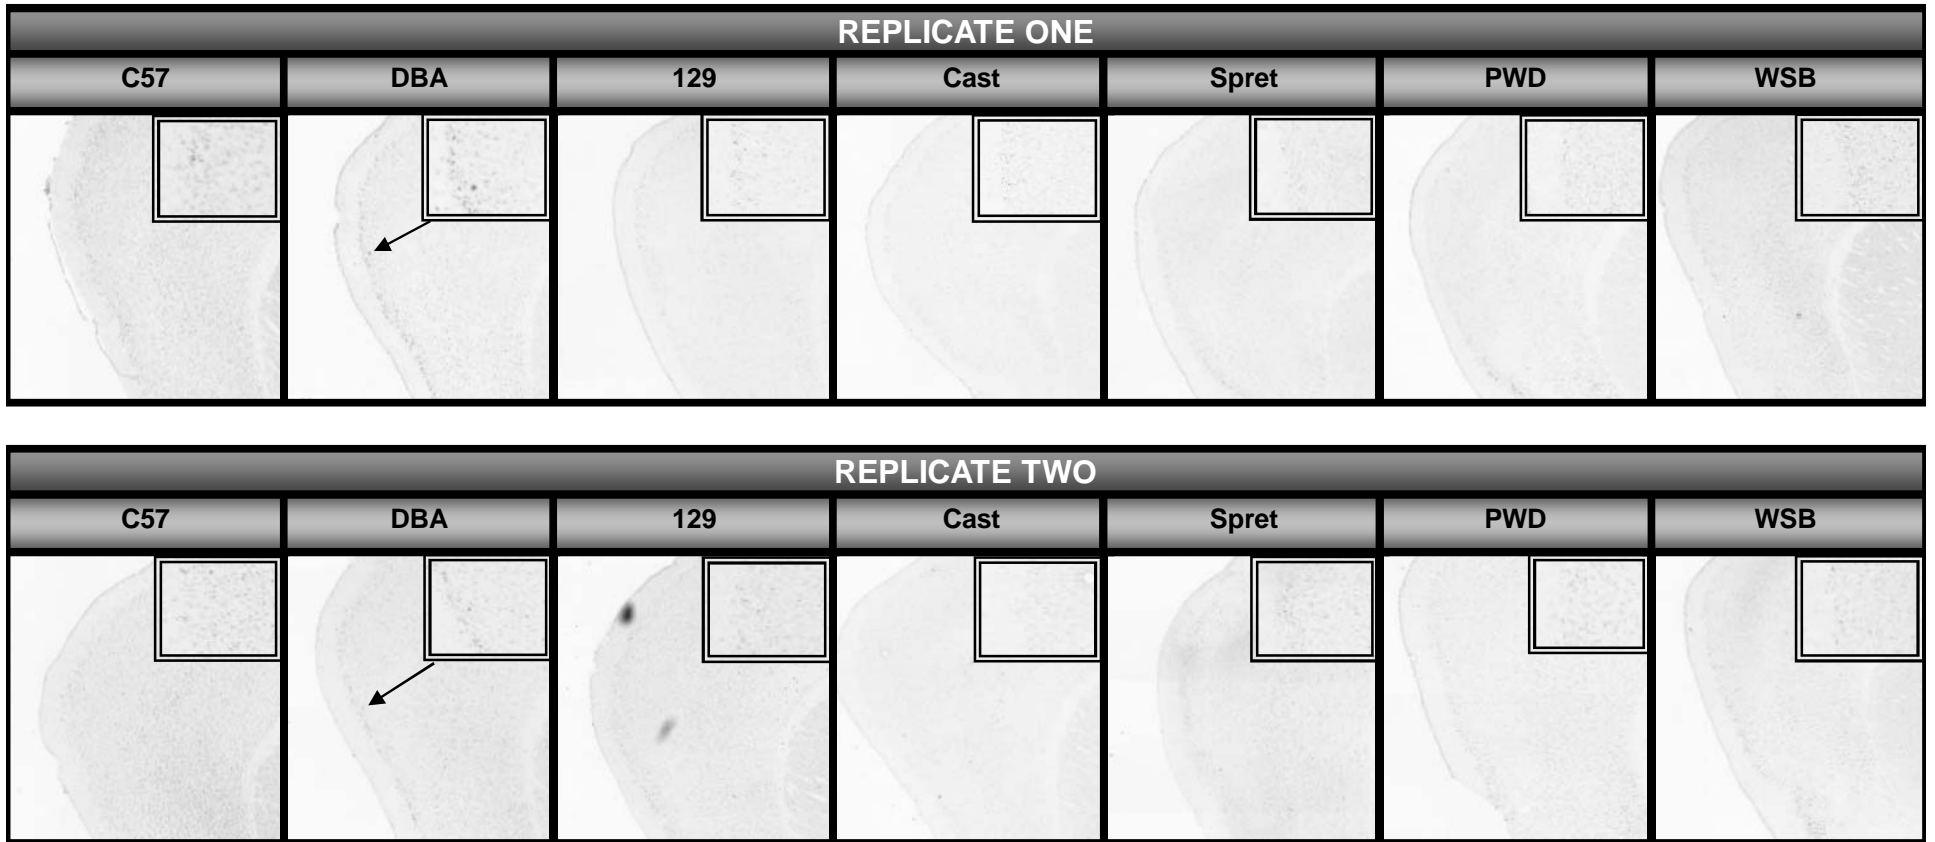 REPLICATE ONE
C57 DBA 129 Cast Spret PWD WSB
REPLICATE TWO
C57 DBA 129 Cast Spret PWD WSB